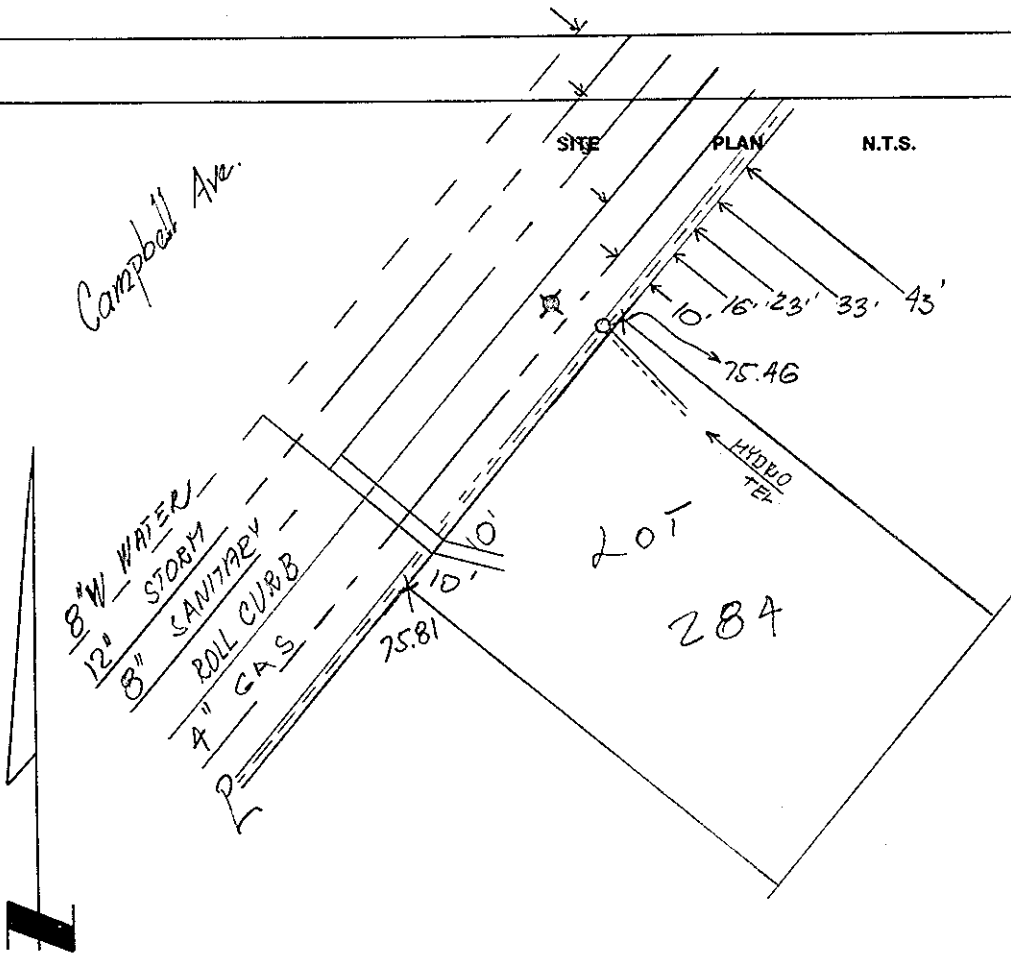 SITE PLAN N.T.S.
Campbell Ave.
10' 16' 23' 33' 43'
75.46
HYDRO
TEL
LOT
284
10' 10'
75.81
8" W WATER
12" STORM
8" SANITARY
ROLL CURB
4" GAS
PL